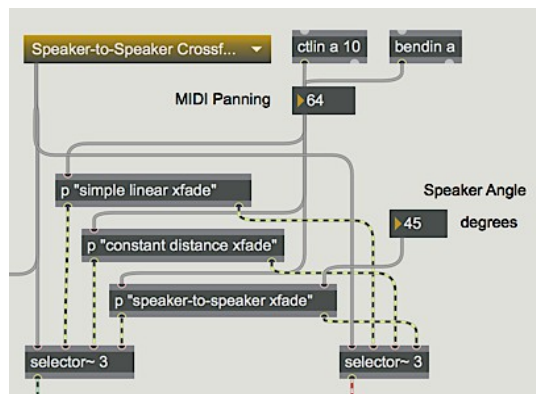 Speaker-to-Speaker Crossf...
ctlin a 10
bendin a
MIDI Panning
64
p "simple linear xfade"
Speaker Angle
p "constant distance xfade"
45
degrees
p "speaker-to-speaker xfade"
selector~ 3
selector~ 3